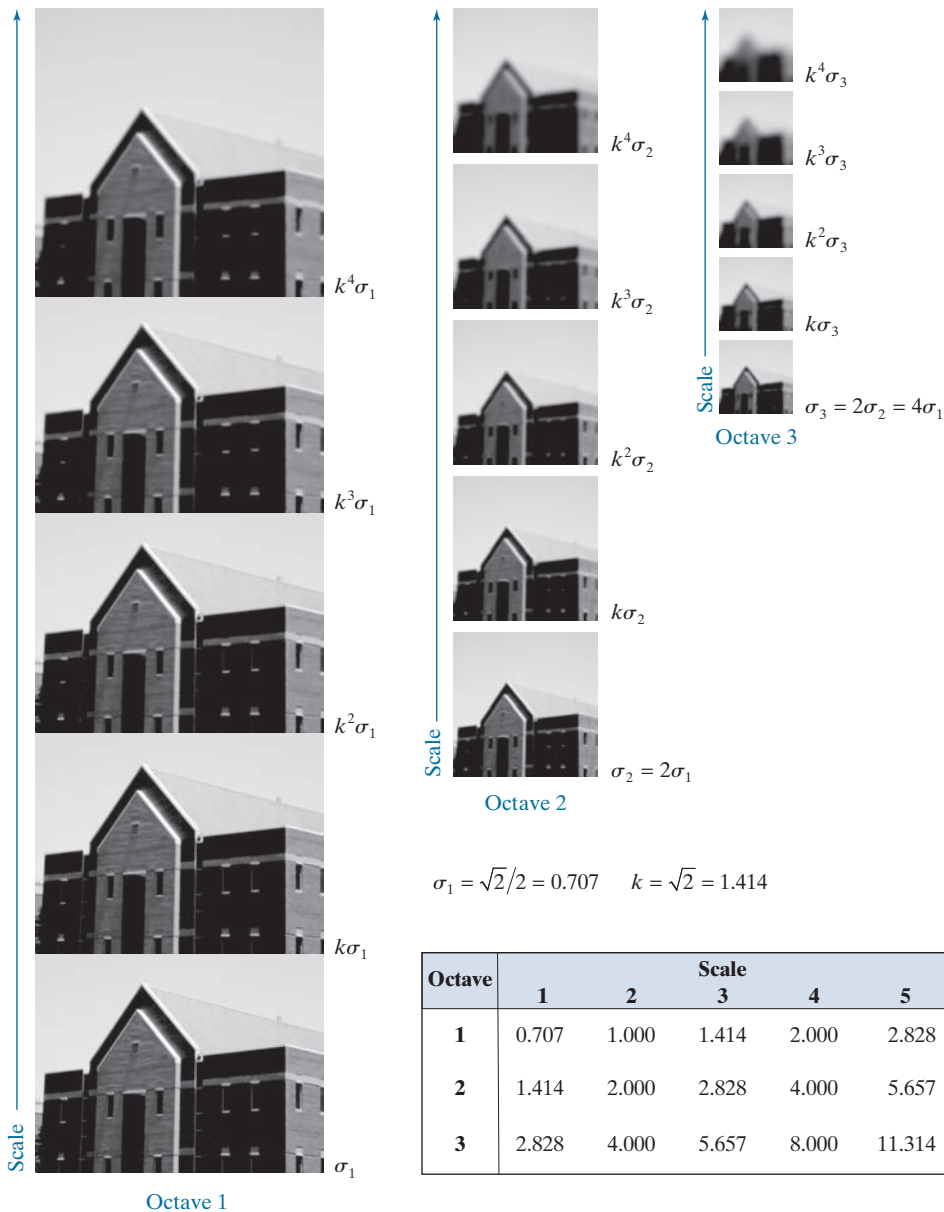 k⁴σ₁
k³σ₁
k²σ₁
kσ₁
σ₁
Scale
Octave 1
k⁴σ₂
k³σ₂
k²σ₂
kσ₂
σ₂ = 2σ₁
Scale
Octave 2
k⁴σ₃
k³σ₃
k²σ₃
kσ₃
σ₃ = 2σ₂ = 4σ₁
Scale
Octave 3
σ₁ = √2/2 = 0.707 k = √2 = 1.414
Octave Scale
1 2 3 4 5
1 0.707 1.000 1.414 2.000 2.828
2 1.414 2.000 2.828 4.000 5.657
3 2.828 4.000 5.657 8.000 11.314